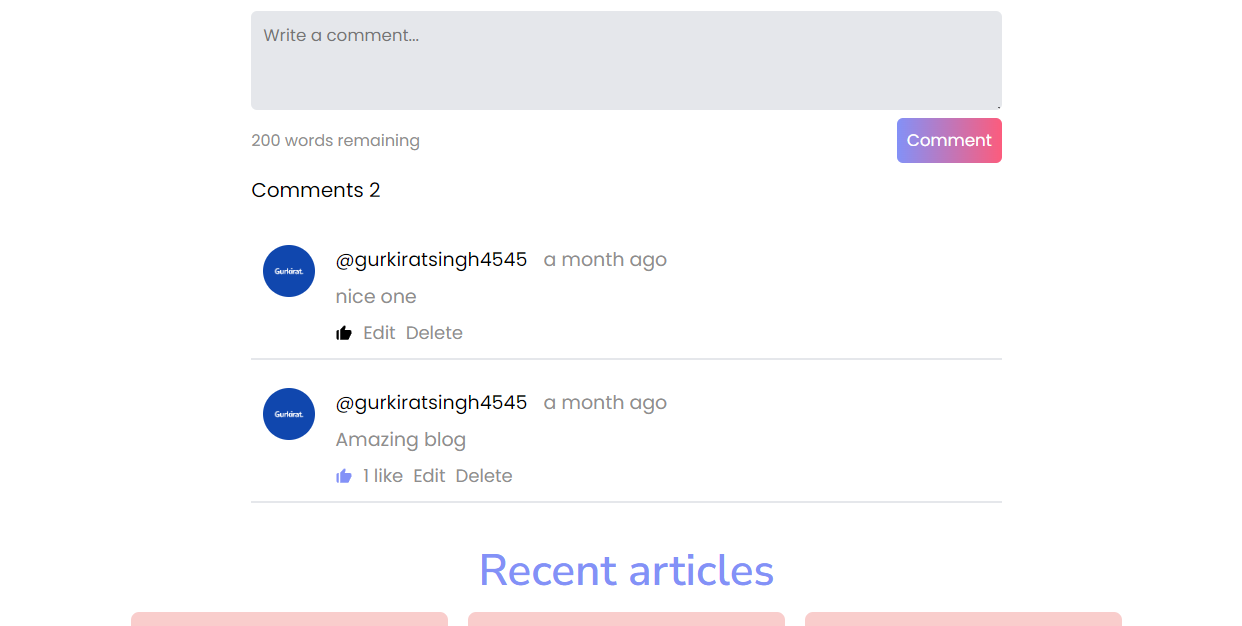 Write a comment...
200 words remaining
Comment
Comments 2
Gurkirat.
@gurkiratsingh4545 a month ago
nice one
Edit Delete
Gurkirat.
@gurkiratsingh4545 a month ago
Amazing blog
1 like Edit Delete
Recent articles